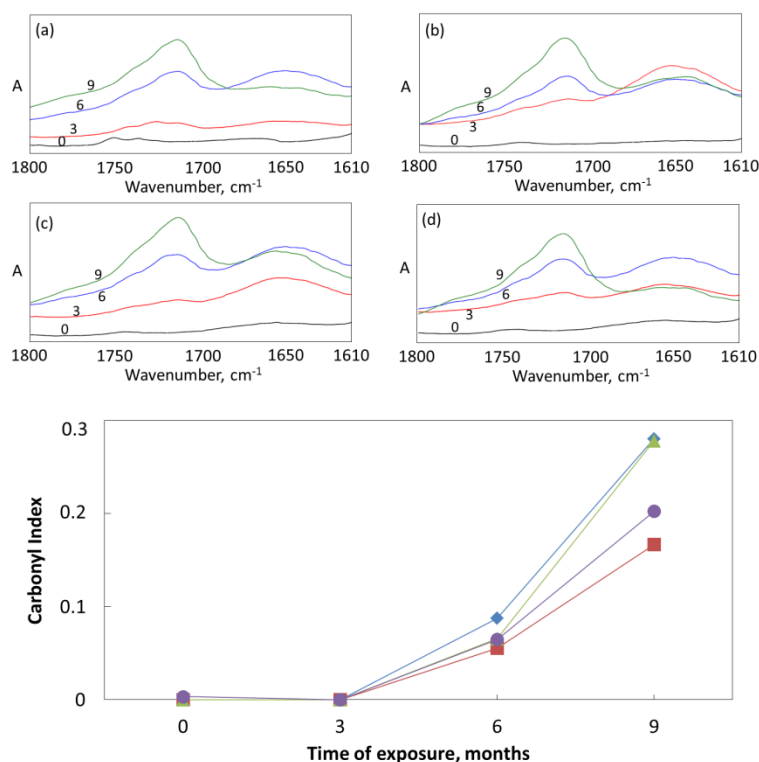 (a)
A
9
6
3
0
1800 1750 1700 1650 1610
Wavenumber, cm⁻¹
(b)
9
6
3
0
1800 1750 1700 1650 1610
Wavenumber, cm⁻¹
(c)
A
9
6
3
0
1800 1750 1700 1650 1610
Wavenumber, cm⁻¹
(d)
A
9
6
3
0
1800 1750 1700 1650 1610
Wavenumber, cm⁻¹
Carbonyl Index
0.3
0.2
0.1
0
0 3 6 9
Time of exposure, months